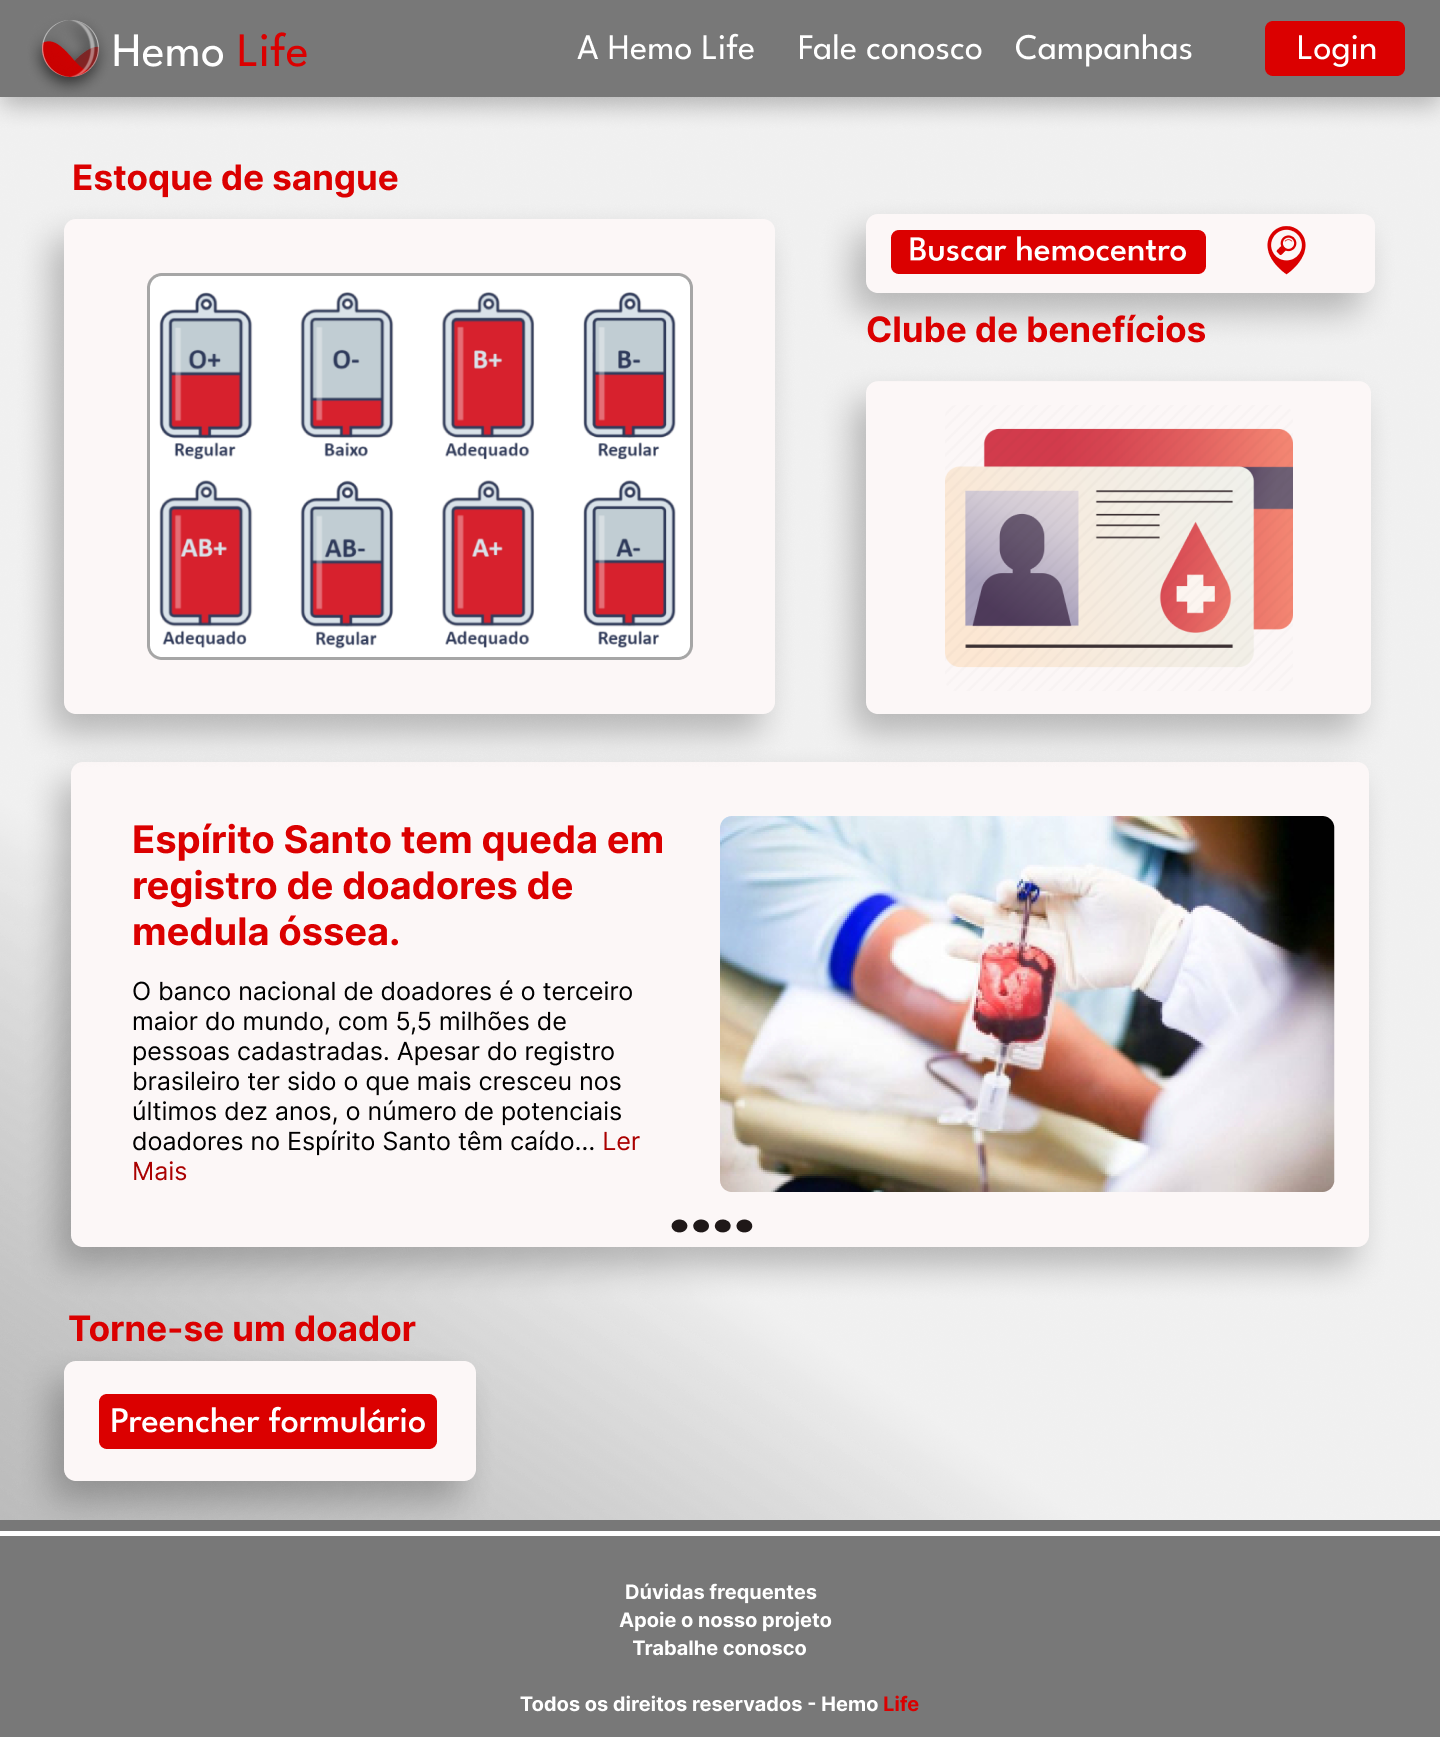 Hemo Life
A Hemo Life
Fale conosco
Campanhas
Login
Estoque de sangue
O+
O-
B+
B-
Regular
Baixo
Adequado
Regular
AB+
AB-
A+
A-
Adequado
Regular
Adequado
Regular
Buscar hemocentro
Clube de benefícios
Espírito Santo tem queda em
registro de doadores de
medula óssea.
O banco nacional de doadores é o terceiro
maior do mundo, com 5,5 milhões de
pessoas cadastradas. Apesar do registro
brasileiro ter sido o que mais cresceu nos
últimos dez anos, o número de potenciais
doadores no Espírito Santo têm caído... Ler
Mais
Torne-se um doador
Preencher formulário
Dúvidas frequentes
Apoie o nosso projeto
Trabalhe conosco
Todos os direitos reservados - Hemo Life